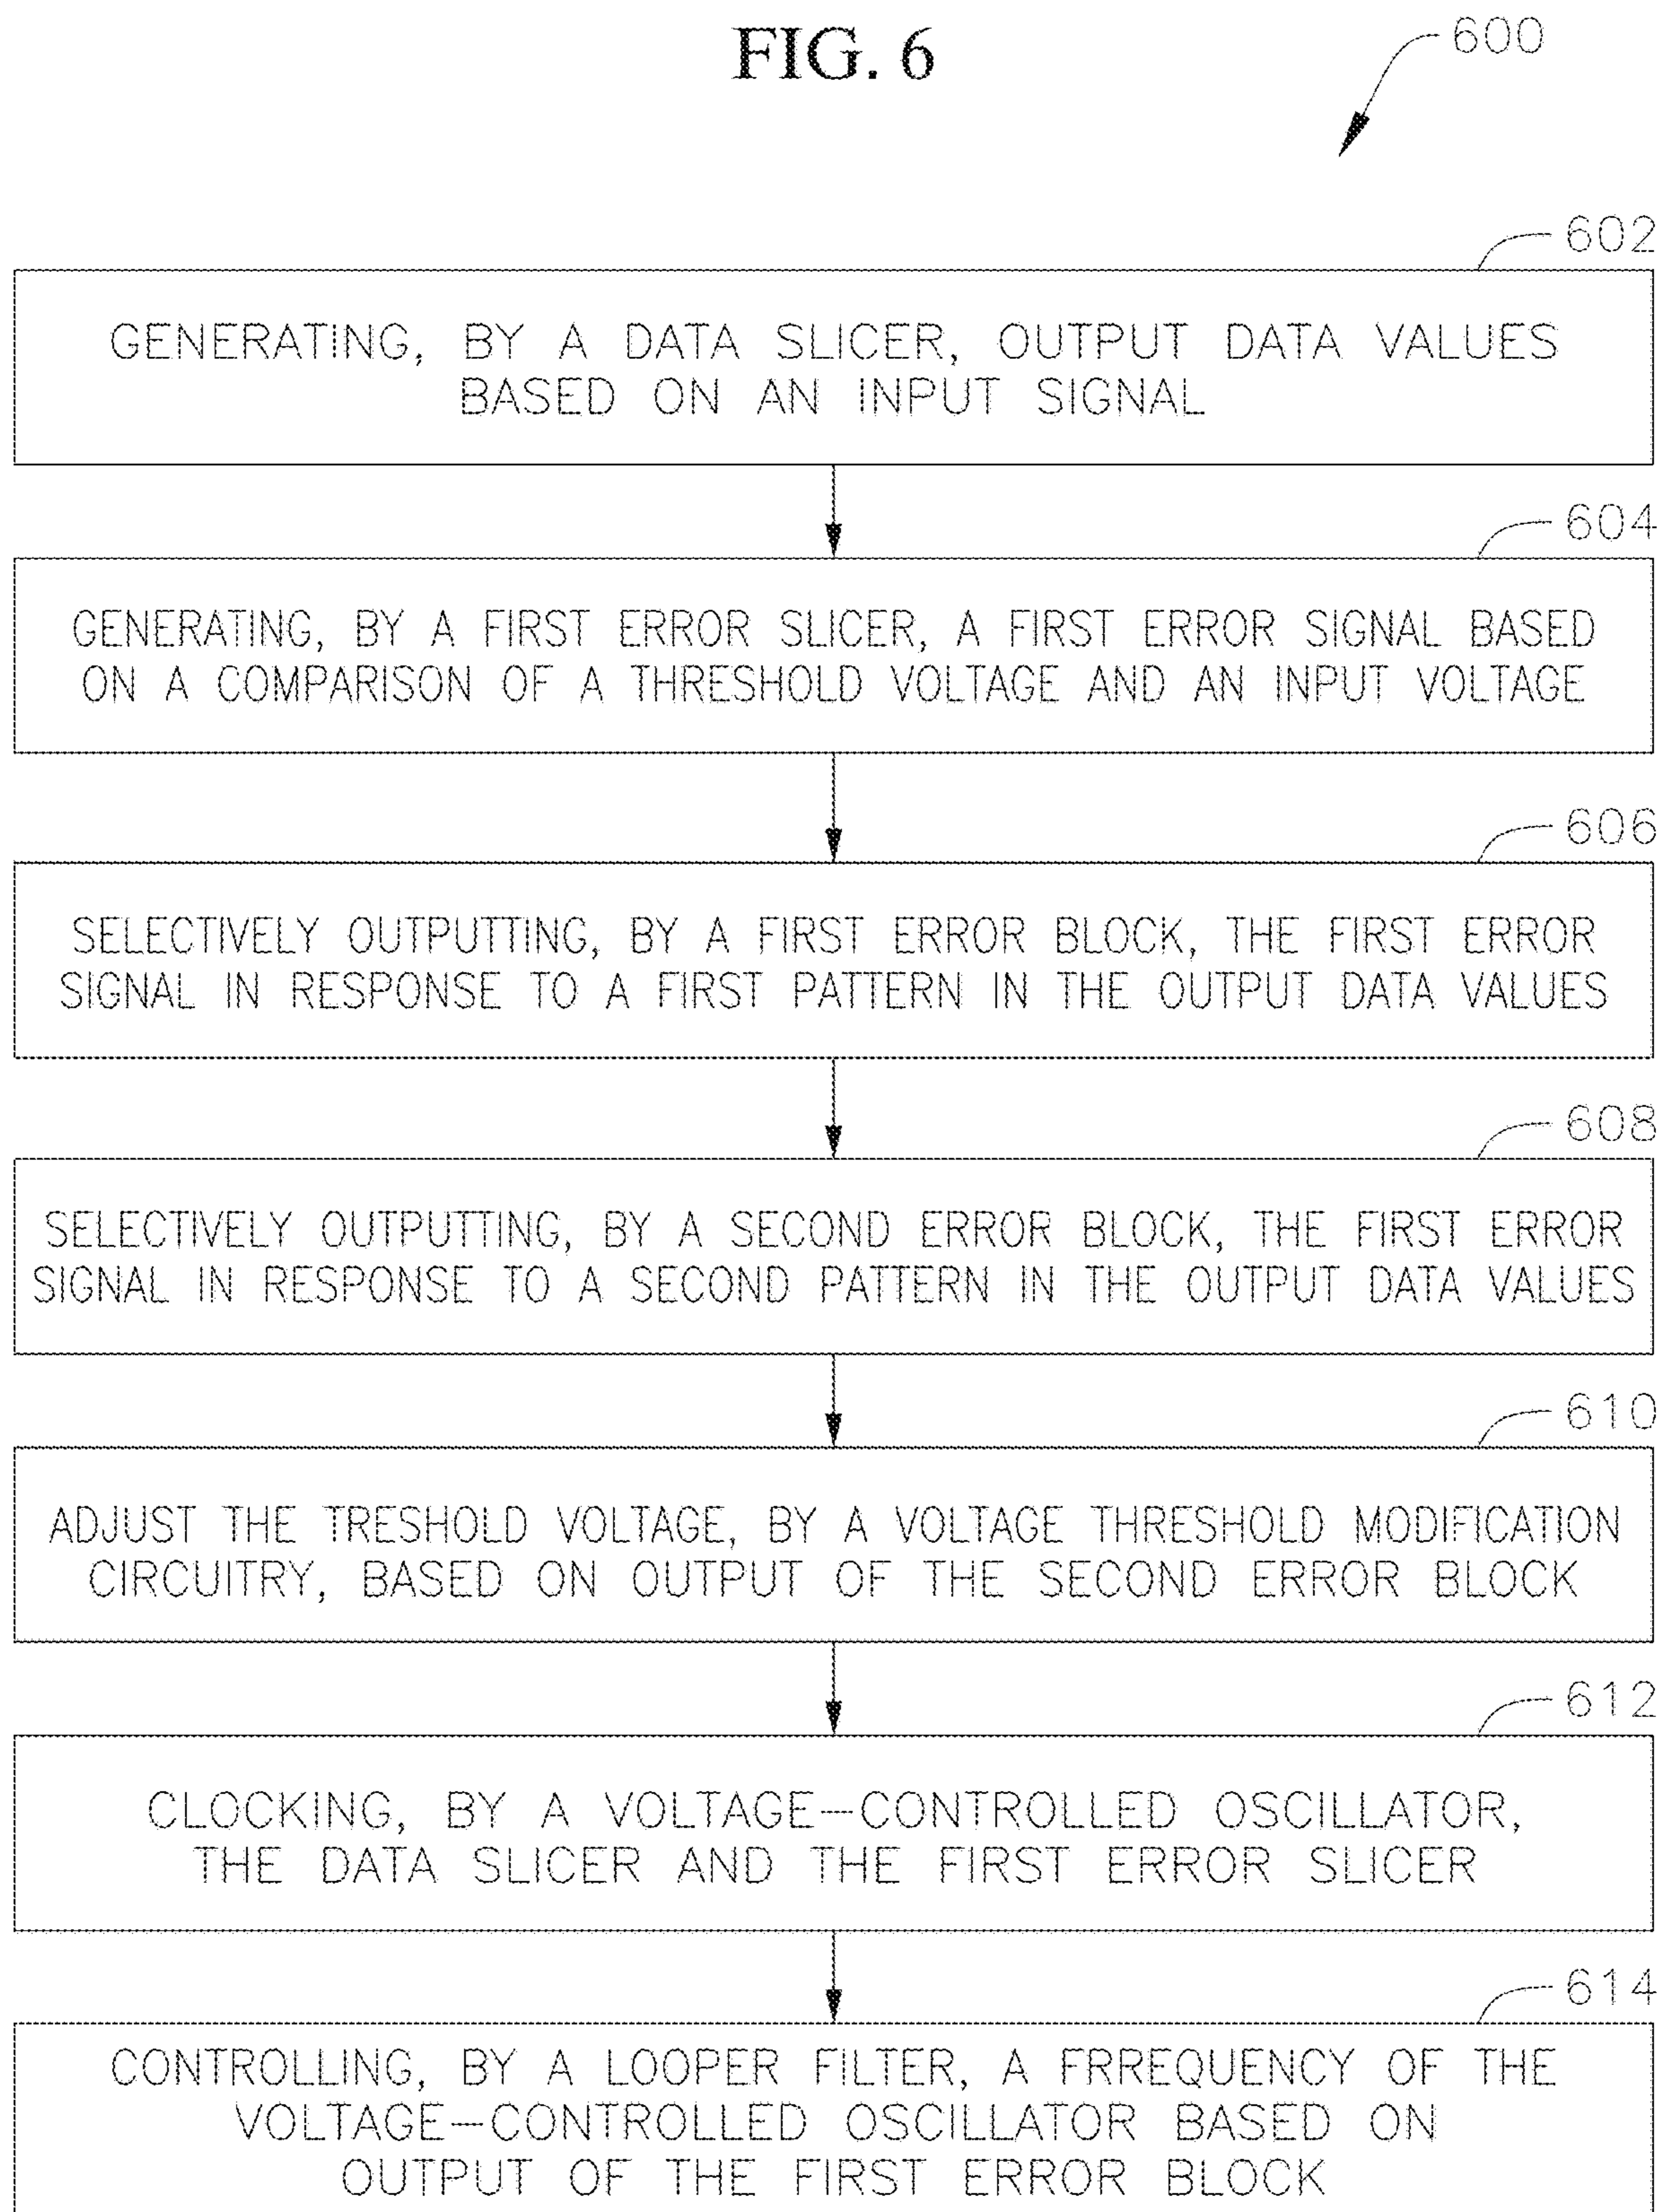 FIG. 6
600
602
GENERATING, BY A DATA SLICER, OUTPUT DATA VALUES
BASED ON AN INPUT SIGNAL
604
GENERATING, BY A FIRST ERROR SLICER, A FIRST ERROR SIGNAL BASED
ON A COMPARISON OF A THRESHOLD VOLTAGE AND AN INPUT VOLTAGE
606
SELECTIVELY OUTPUTTING, BY A FIRST ERROR BLOCK, THE FIRST ERROR
SIGNAL IN RESPONSE TO A FIRST PATTERN IN THE OUTPUT DATA VALUES
608
SELECTIVELY OUTPUTTING, BY A SECOND ERROR BLOCK, THE FIRST ERROR
SIGNAL IN RESPONSE TO A SECOND PATTERN IN THE OUTPUT DATA VALUES
610
ADJUST THE TRESHOLD VOLTAGE, BY A VOLTAGE THRESHOLD MODIFICATION
CIRCUITRY, BASED ON OUTPUT OF THE SECOND ERROR BLOCK
612
CLOCKING, BY A VOLTAGE-CONTROLLED OSCILLATOR,
THE DATA SLICER AND THE FIRST ERROR SLICER
614
CONTROLLING, BY A LOOPER FILTER, A FRREQUENCY OF THE
VOLTAGE-CONTROLLED OSCILLATOR BASED ON
OUTPUT OF THE FIRST ERROR BLOCK